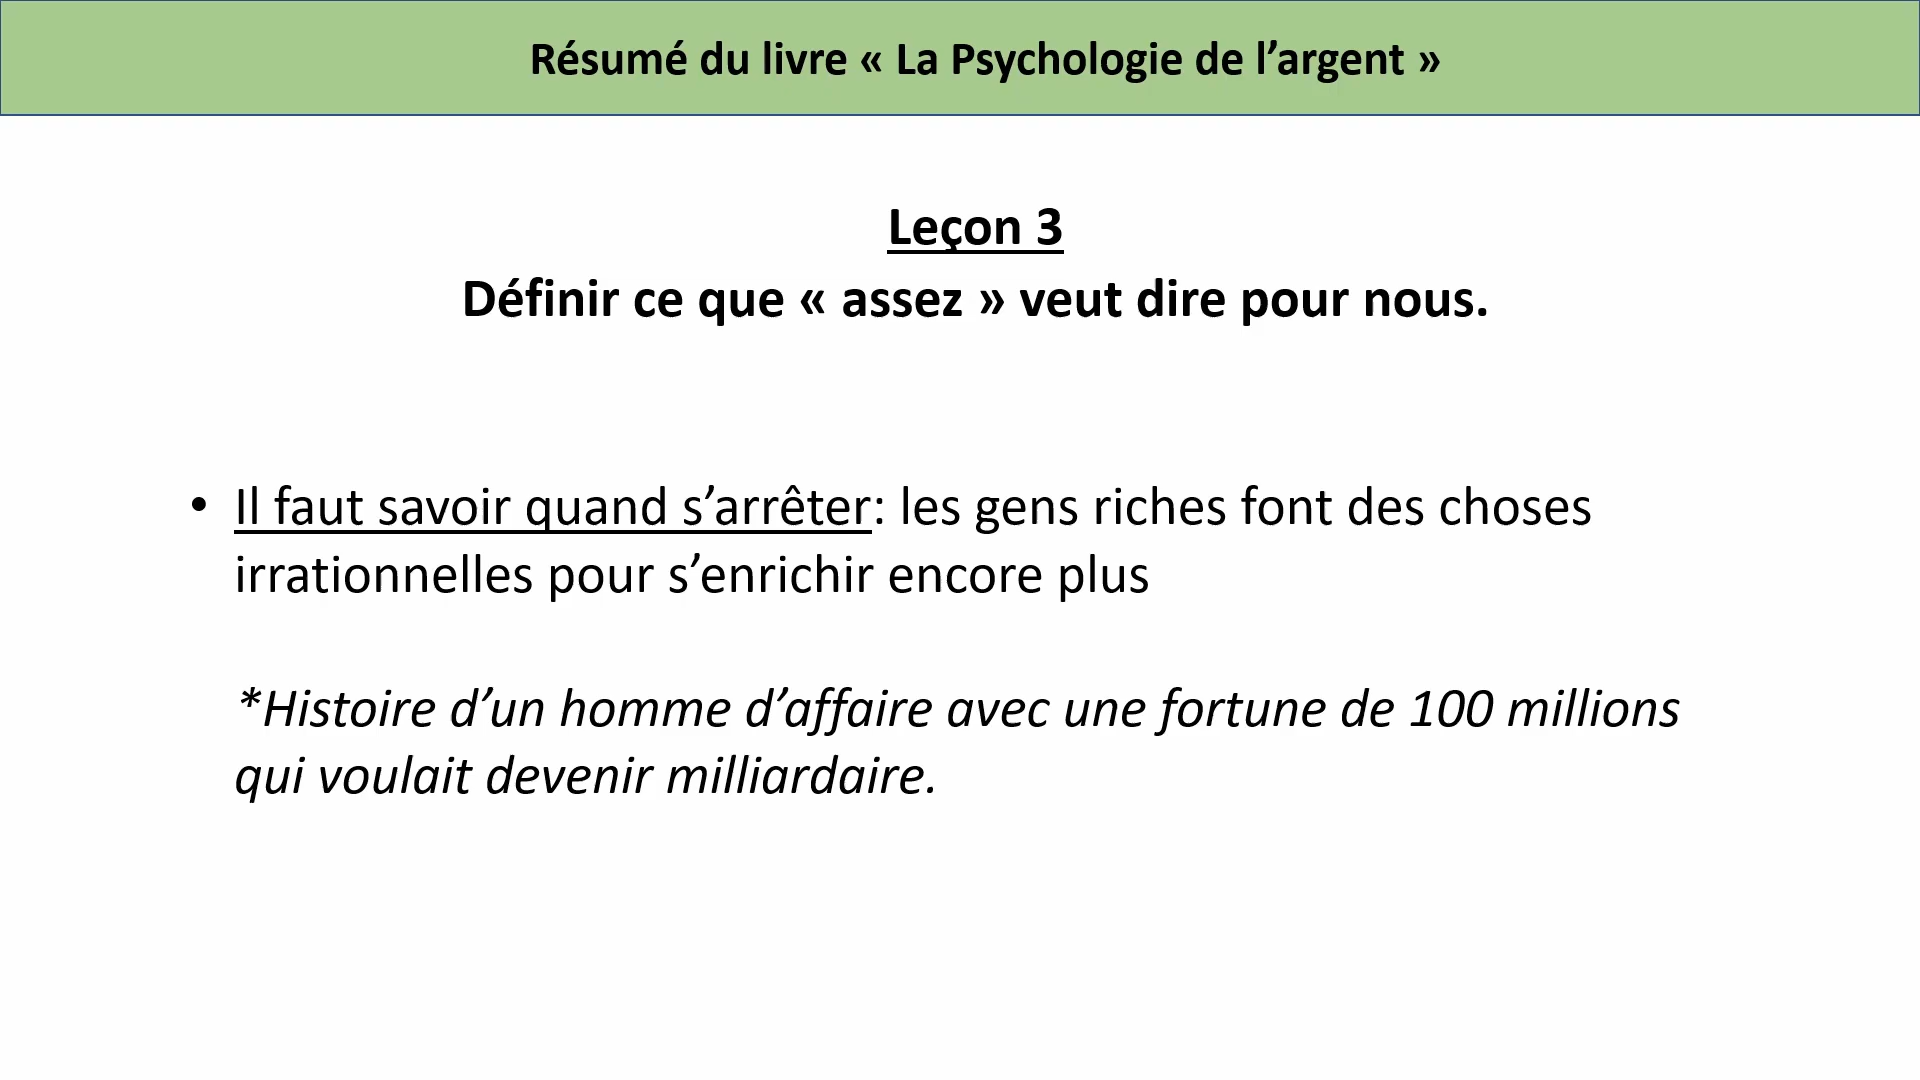 Résumé du livre « La Psychologie de l’argent »
Leçon 3
Définir ce que « assez » veut dire pour nous.
• Il faut savoir quand s’arrêter: les gens riches font des choses
irrationnelles pour s’enrichir encore plus
*Histoire d’un homme d’affaire avec une fortune de 100 millions
qui voulait devenir milliardaire.